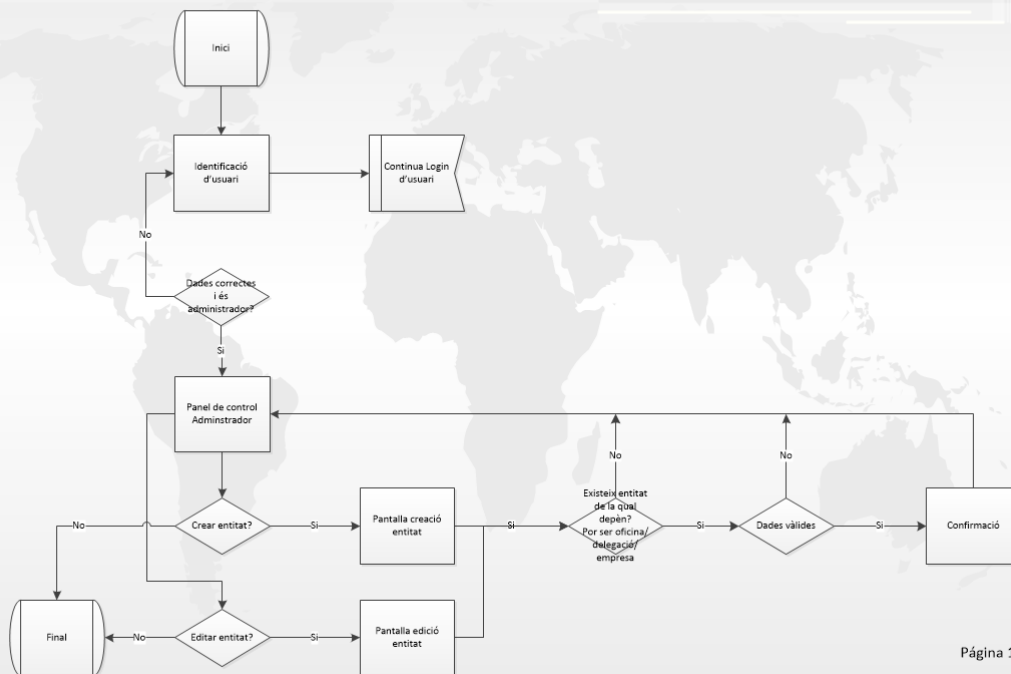 Inici
Identificació
d'usuari
Continua Login
d'usuari
No
Dades correctes
i és
administrador?
Si
Panel de control
Adminstrador
No
No
Existeix entitat
de la qual
depèn?
Por ser oficina/
delegació/
empresa
No
Crear entitat?
Si
Pantalla creació
entitat
Si
Si
Dades vàlides
Si
Confirmació
Final
No
Editar entitat?
Si
Pantalla edició
entitat
Página 1